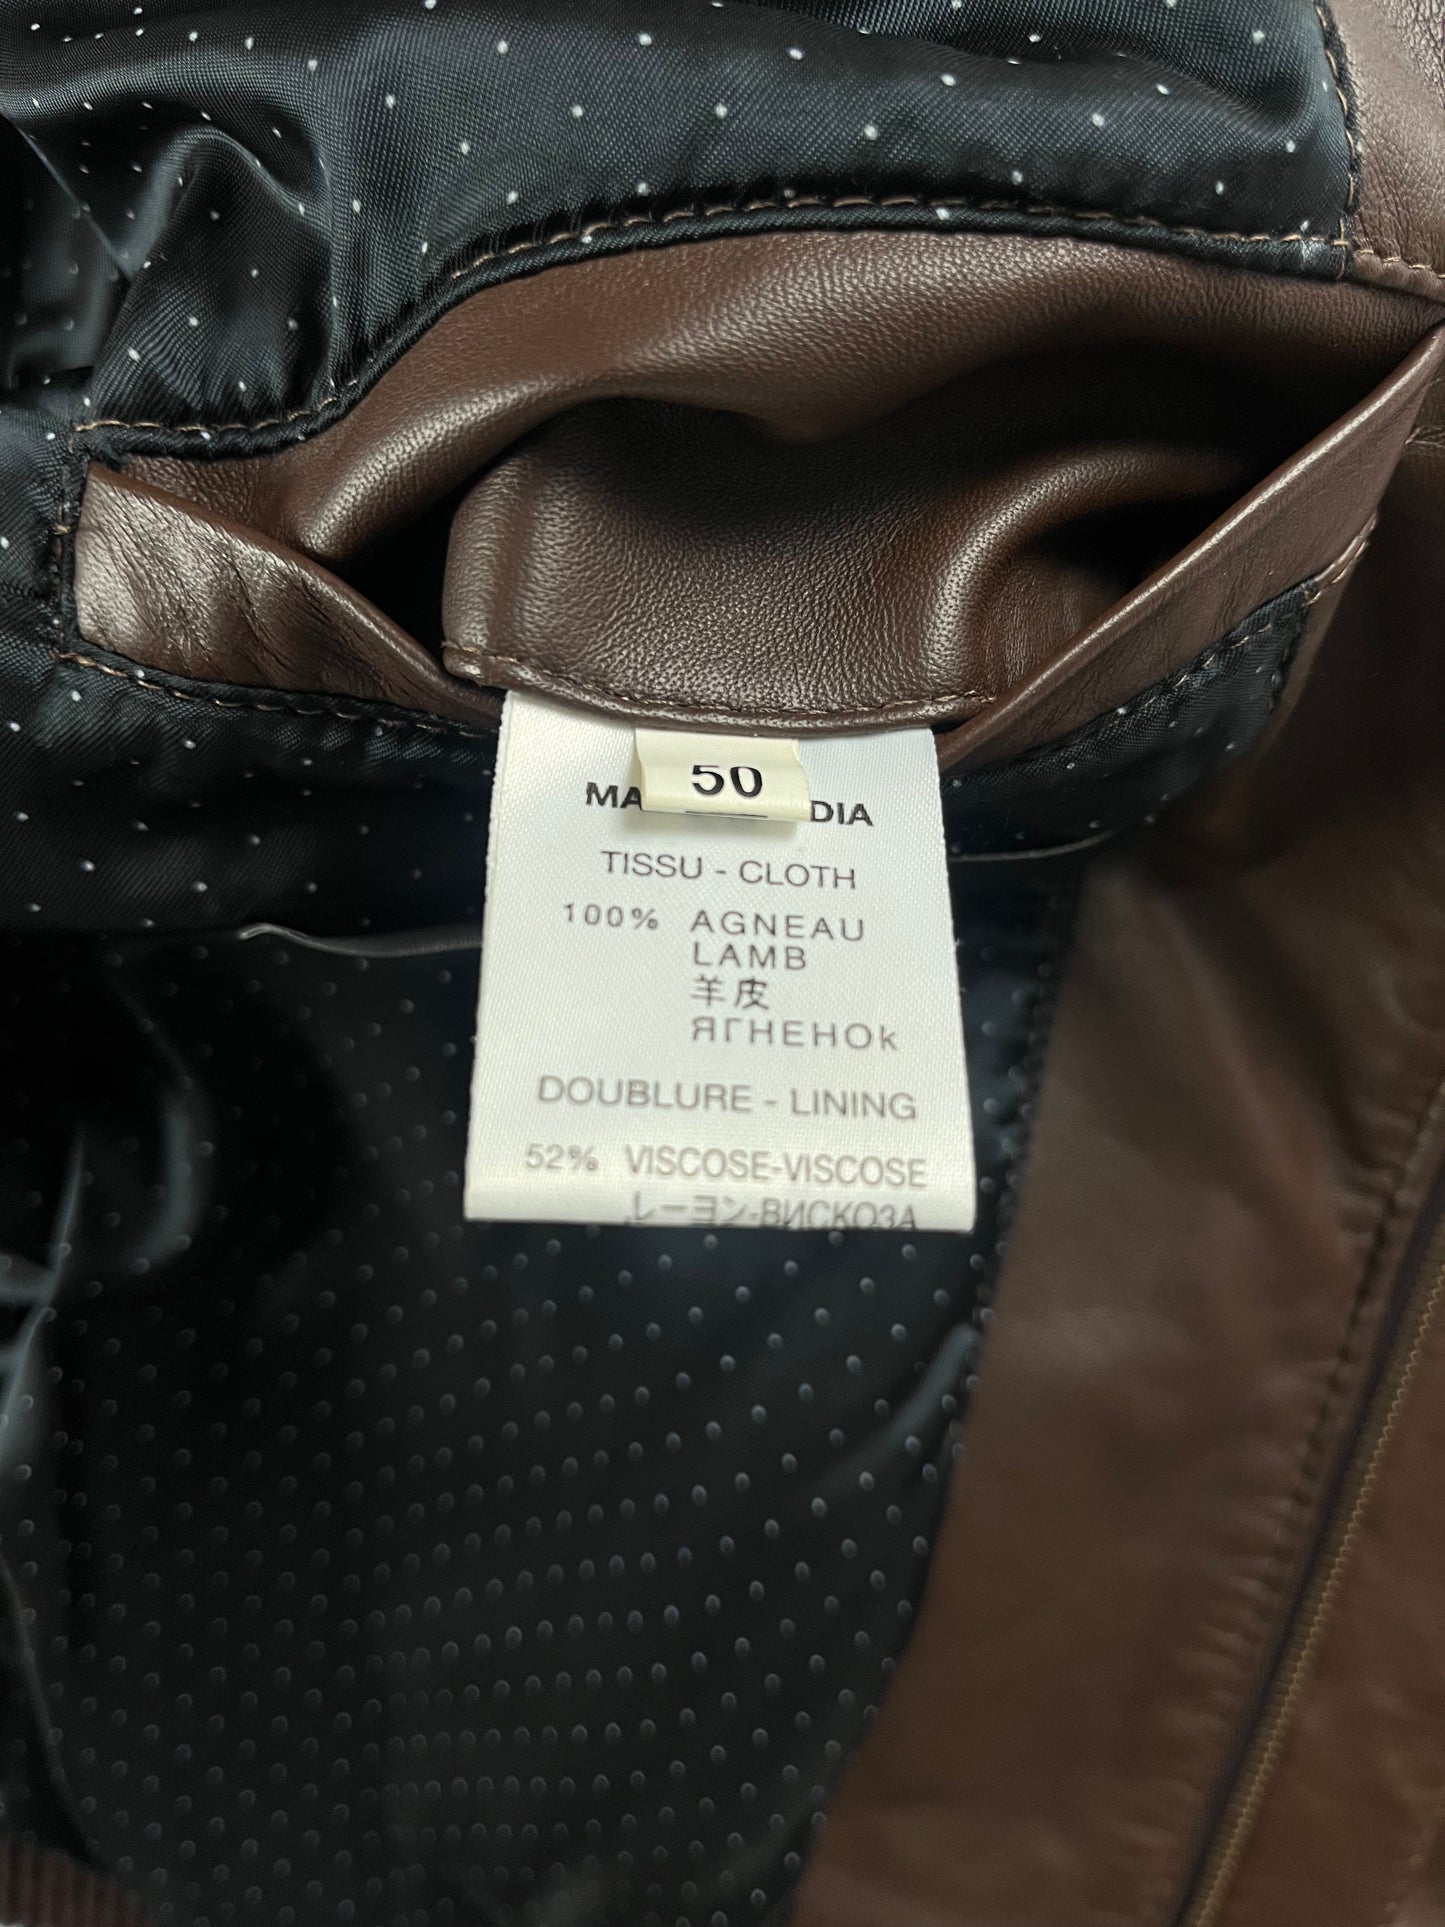 50
MA DIA
TISSU - CLOTH
100% AGNEAU
LAMB
羊皮
ЯГНЕНОk
DOUBLURE - LINING
52% VISCOSE-VISCOSE
レーヨン-ВИСКОЗА